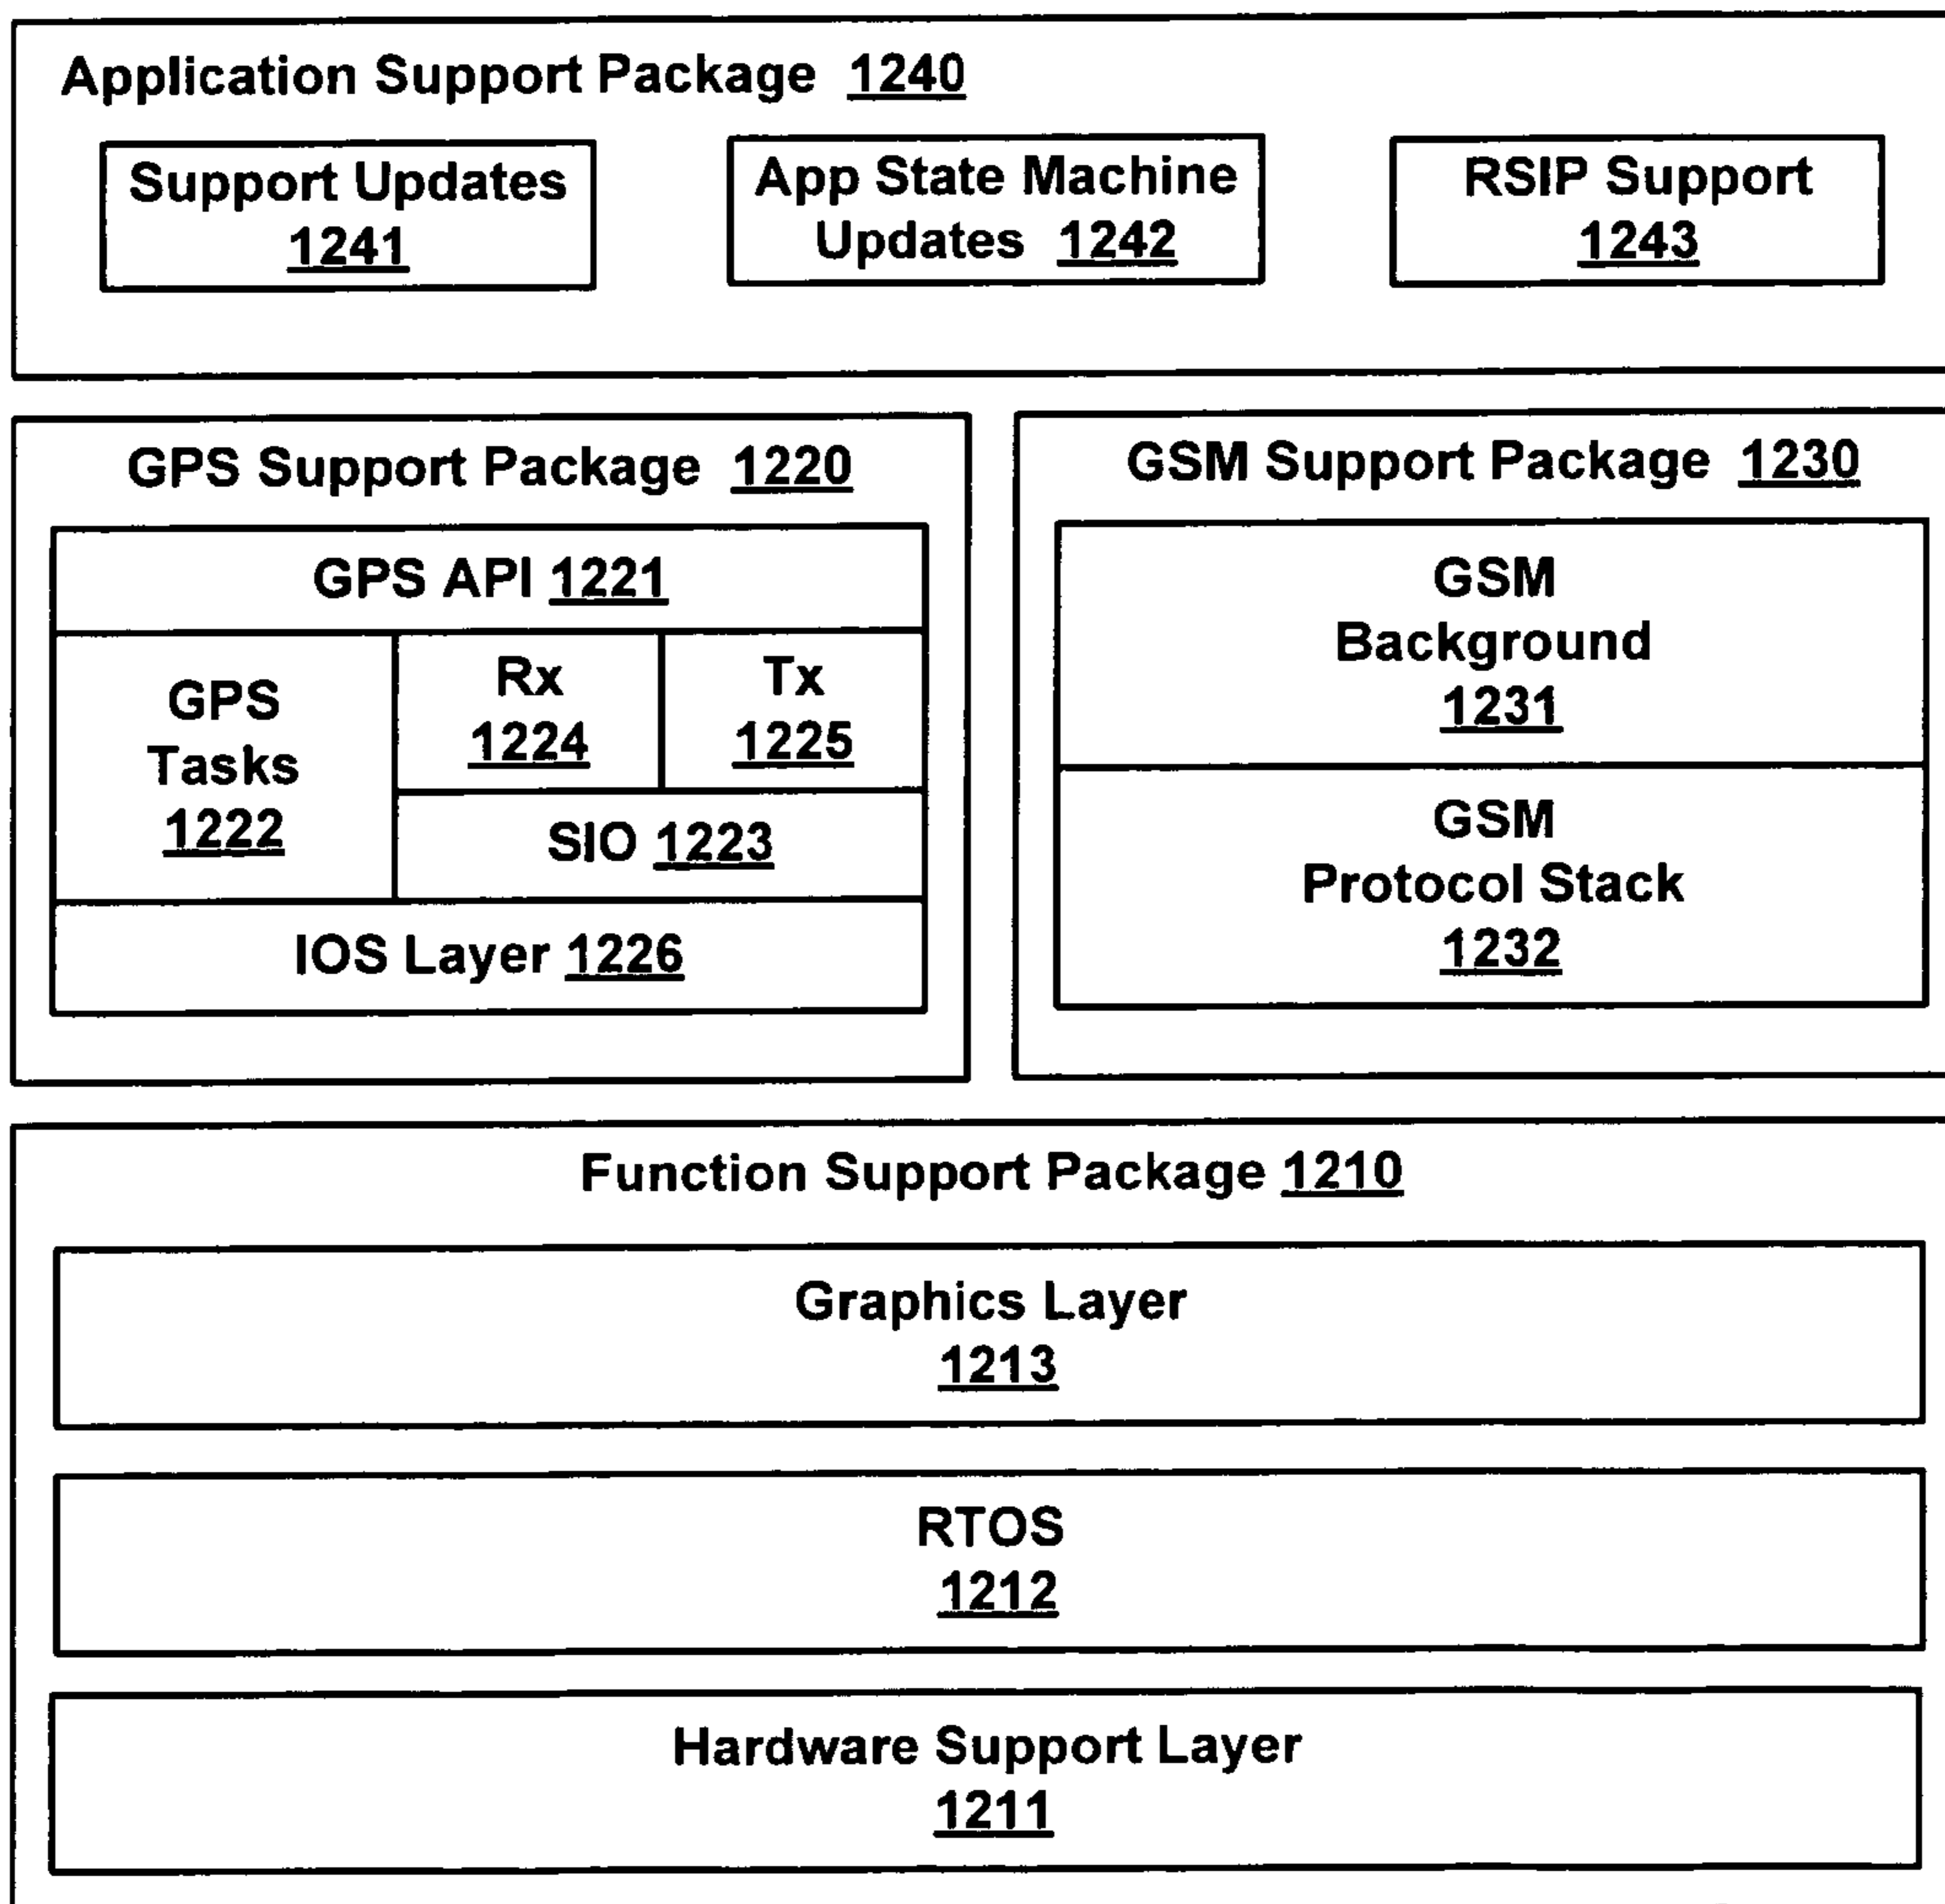 Application Support Package 1240
Support Updates
1241
App State Machine
Updates 1242
RSIP Support
1243
GPS Support Package 1220
GPS API 1221
GPS
Tasks
1222
Rx
1224
Tx
1225
SIO 1223
IOS Layer 1226
GSM Support Package 1230
GSM
Background
1231
GSM
Protocol Stack
1232
Function Support Package 1210
Graphics Layer
1213
RTOS
1212
Hardware Support Layer
1211